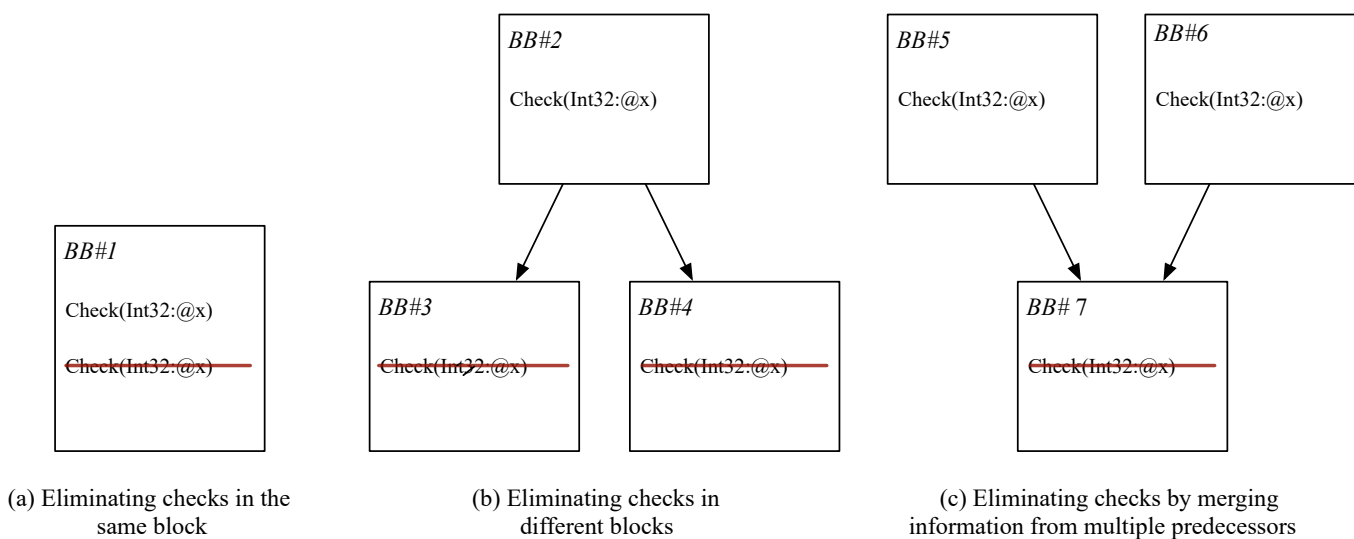 BB#1
Check(Int32:@x)
Check(Int32:@x)
(a) Eliminating checks in the
same block
BB#2
Check(Int32:@x)
BB#3
Check(Int32:@x)
BB#4
Check(Int32:@x)
(b) Eliminating checks in
different blocks
BB#5
Check(Int32:@x)
BB#6
Check(Int32:@x)
BB# 7
Check(Int32:@x)
(c) Eliminating checks by merging
information from multiple predecessors